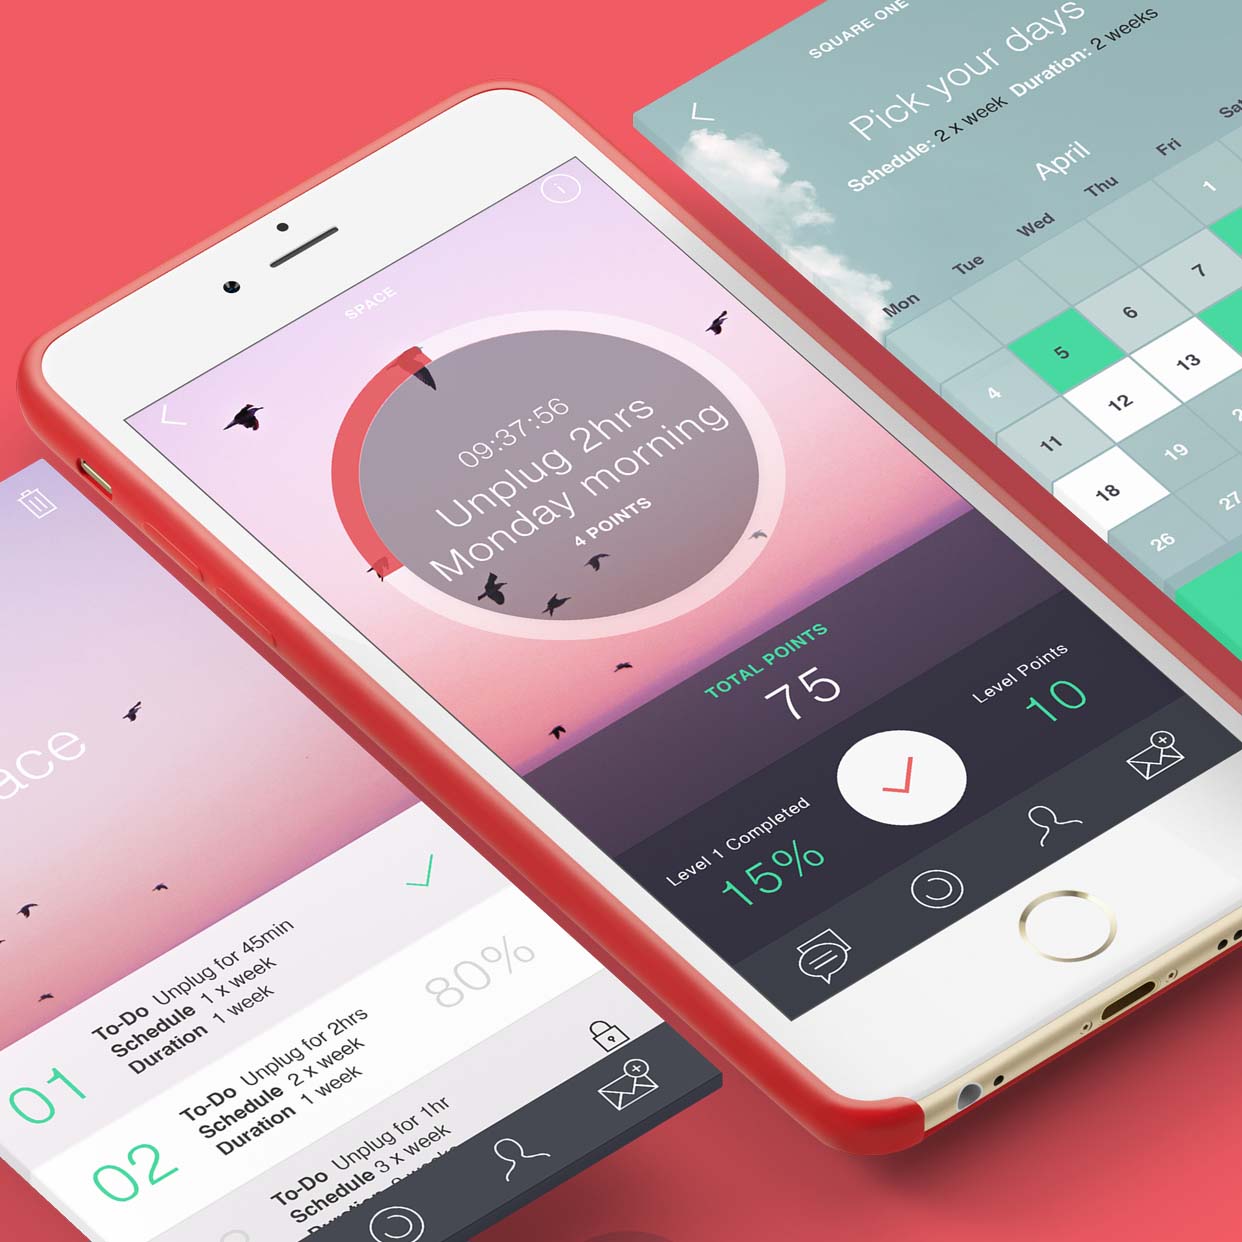 SQUARE ONE
Pick your days
Schedule: 2 x week Duration: 2 weeks
April
Mon Tue Wed Thu Fri
1
4 5 6 7
11 12 13
18 19
26 27
SPACE
09:37:56
Unplug 2hrs
Monday morning
4 POINTS
TOTAL POINTS
75
Level 1 Completed
15%
Level Points
10
01
To-Do Unplug for 45min
Schedule 1 x week
Duration 1 week
02
To-Do Unplug for 2hrs
Schedule 2 x week
Duration 1 week
80%
To-Do Unplug for 1hr
Schedule 3 x week